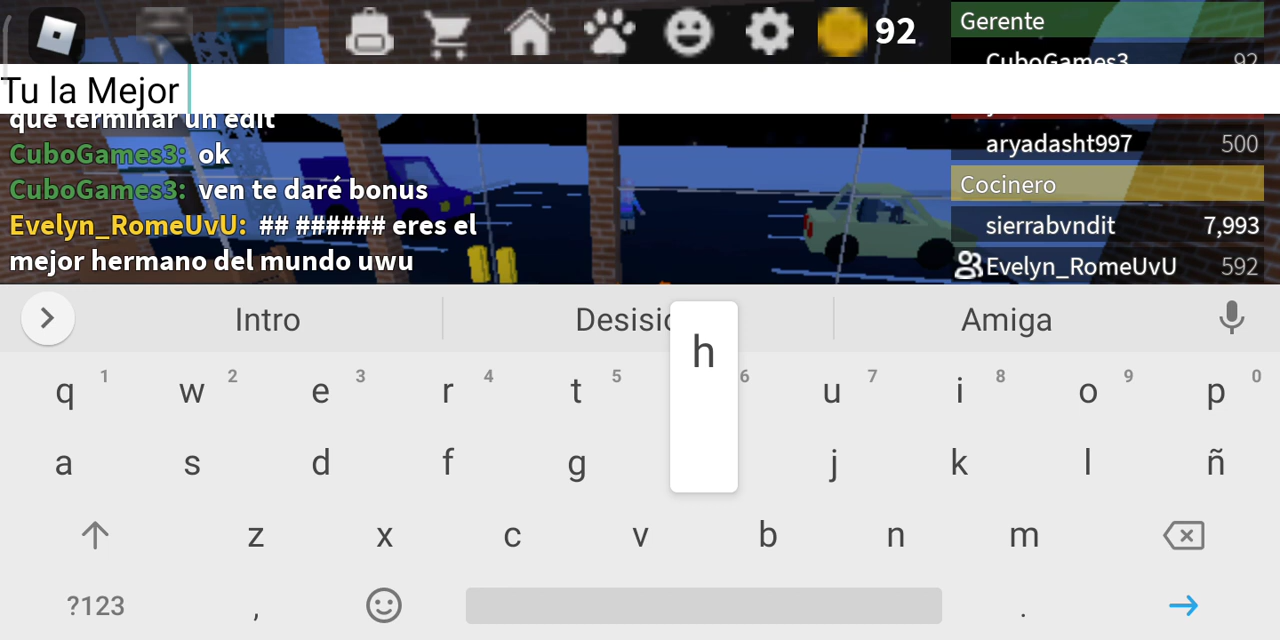 92
Gerente
CuboGames3 92
Tu la Mejor
que terminar un edit
CuboGames3: ok
CuboGames3: ven te daré bonus
Evelyn_RomeUvU: ## ###### eres el
mejor hermano del mundo uwu
aryadasht997 500
Cocinero
sierrabvndit 7,993
Evelyn_RomeUvU 592
Intro Amiga
h
q 1 w 2 e 3 r 4 t 5 6 u 7 i 8 o 9 p 0
a s d f g j k l ñ
z x c v b n m
?123 , .